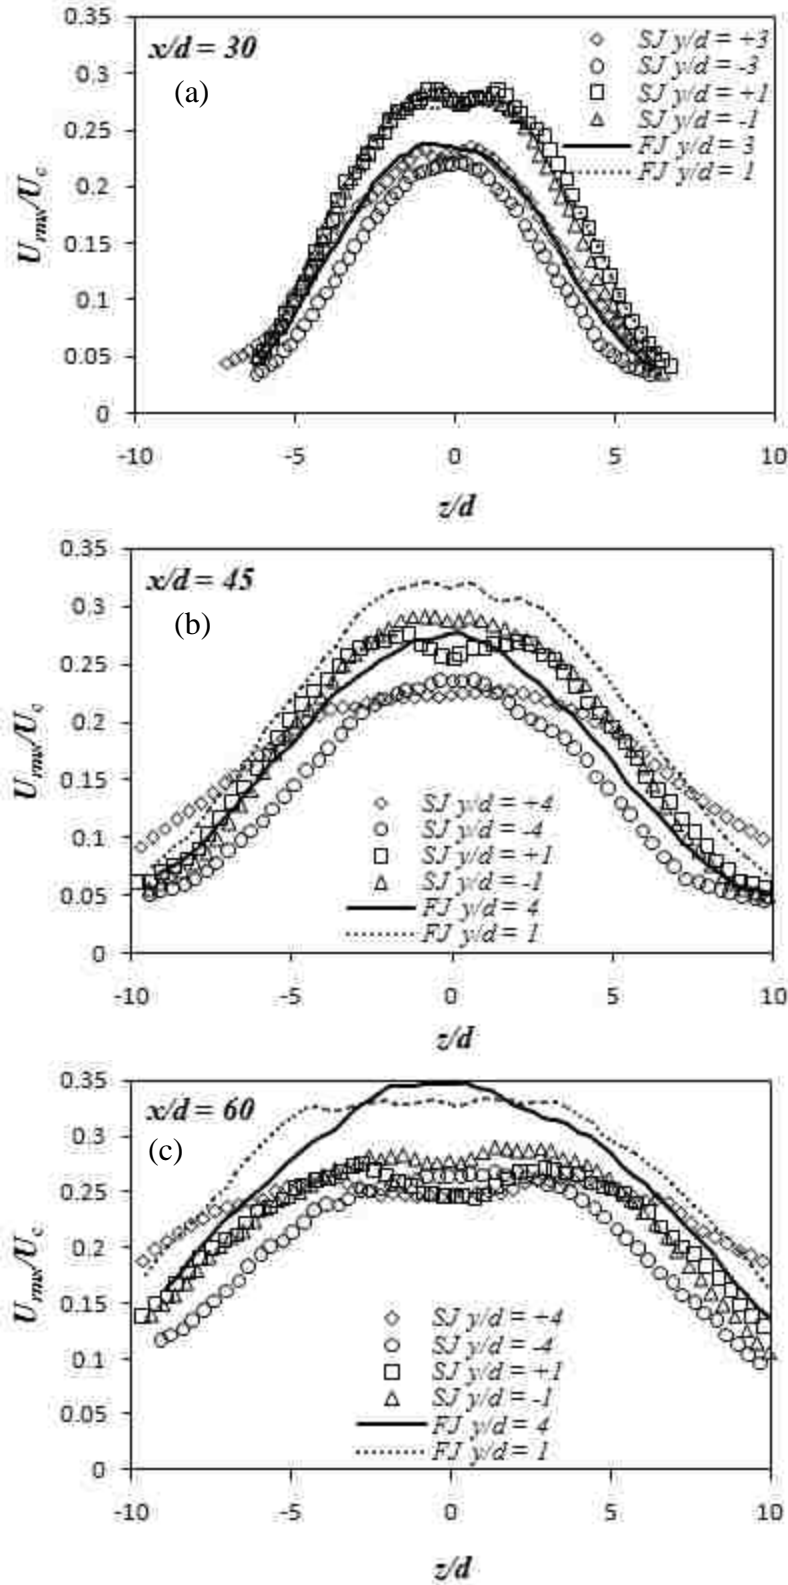 0.35
x/d = 30
(a)
SJ y/d = +3
SJ y/d = -3
SJ y/d = +1
SJ y/d = -1
FJ y/d = 3
FJ y/d = 1
0.3
0.25
0.2
0.15
0.1
0.05
0
U_rms/U_c
-10 -5 0 5 10
z/d
0.35
x/d = 45
(b)
0.3
0.25
0.2
0.15
0.1
0.05
0
U_rms/U_c
SJ y/d = +4
SJ y/d = -4
SJ y/d = +1
SJ y/d = -1
FJ y/d = 4
FJ y/d = 1
-10 -5 0 5 10
z/d
0.35
x/d = 60
(c)
0.3
0.25
0.2
0.15
0.1
0.05
0
U_rms/U_c
SJ y/d = +4
SJ y/d = -4
SJ y/d = +1
SJ y/d = -1
FJ y/d = 4
FJ y/d = 1
-10 -5 0 5 10
z/d